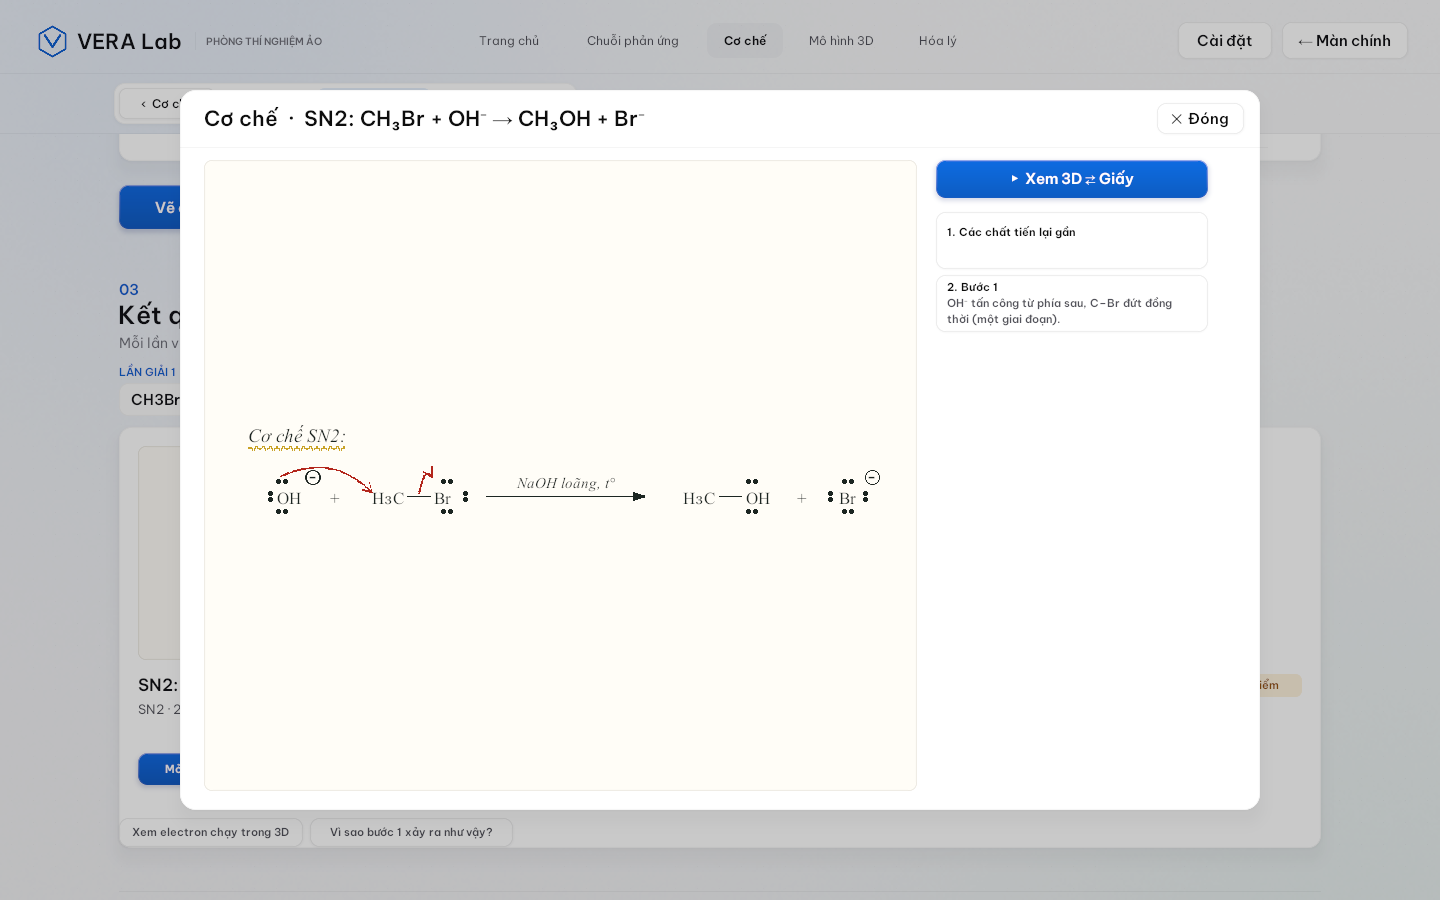 VERA Lab
PHÒNG THÍ NGHIỆM ẢO
Trang chủ
Chuỗi phản ứng
Cơ chế
Mô hình 3D
Hóa lý
Cài đặt
← Màn chính
Cơ chế · SN2: CH₃Br + OH⁻ → CH₃OH + Br⁻
× Đóng
▸ Xem 3D ⇄ Giấy
1. Các chất tiến lại gần
2. Bước 1
OH⁻ tấn công từ phía sau, C–Br đứt đồng
thời (một giai đoạn).
Cơ chế SN2:
OH ⊖ + H₃C — Br
NaOH loãng, t°
H₃C — OH + Br ⊖
03
Mỗi lần v
LẦN GIẢI 1
CH3Br
SN2:
SN2 · 2
Xem electron chạy trong 3D
Vì sao bước 1 xảy ra như vậy?